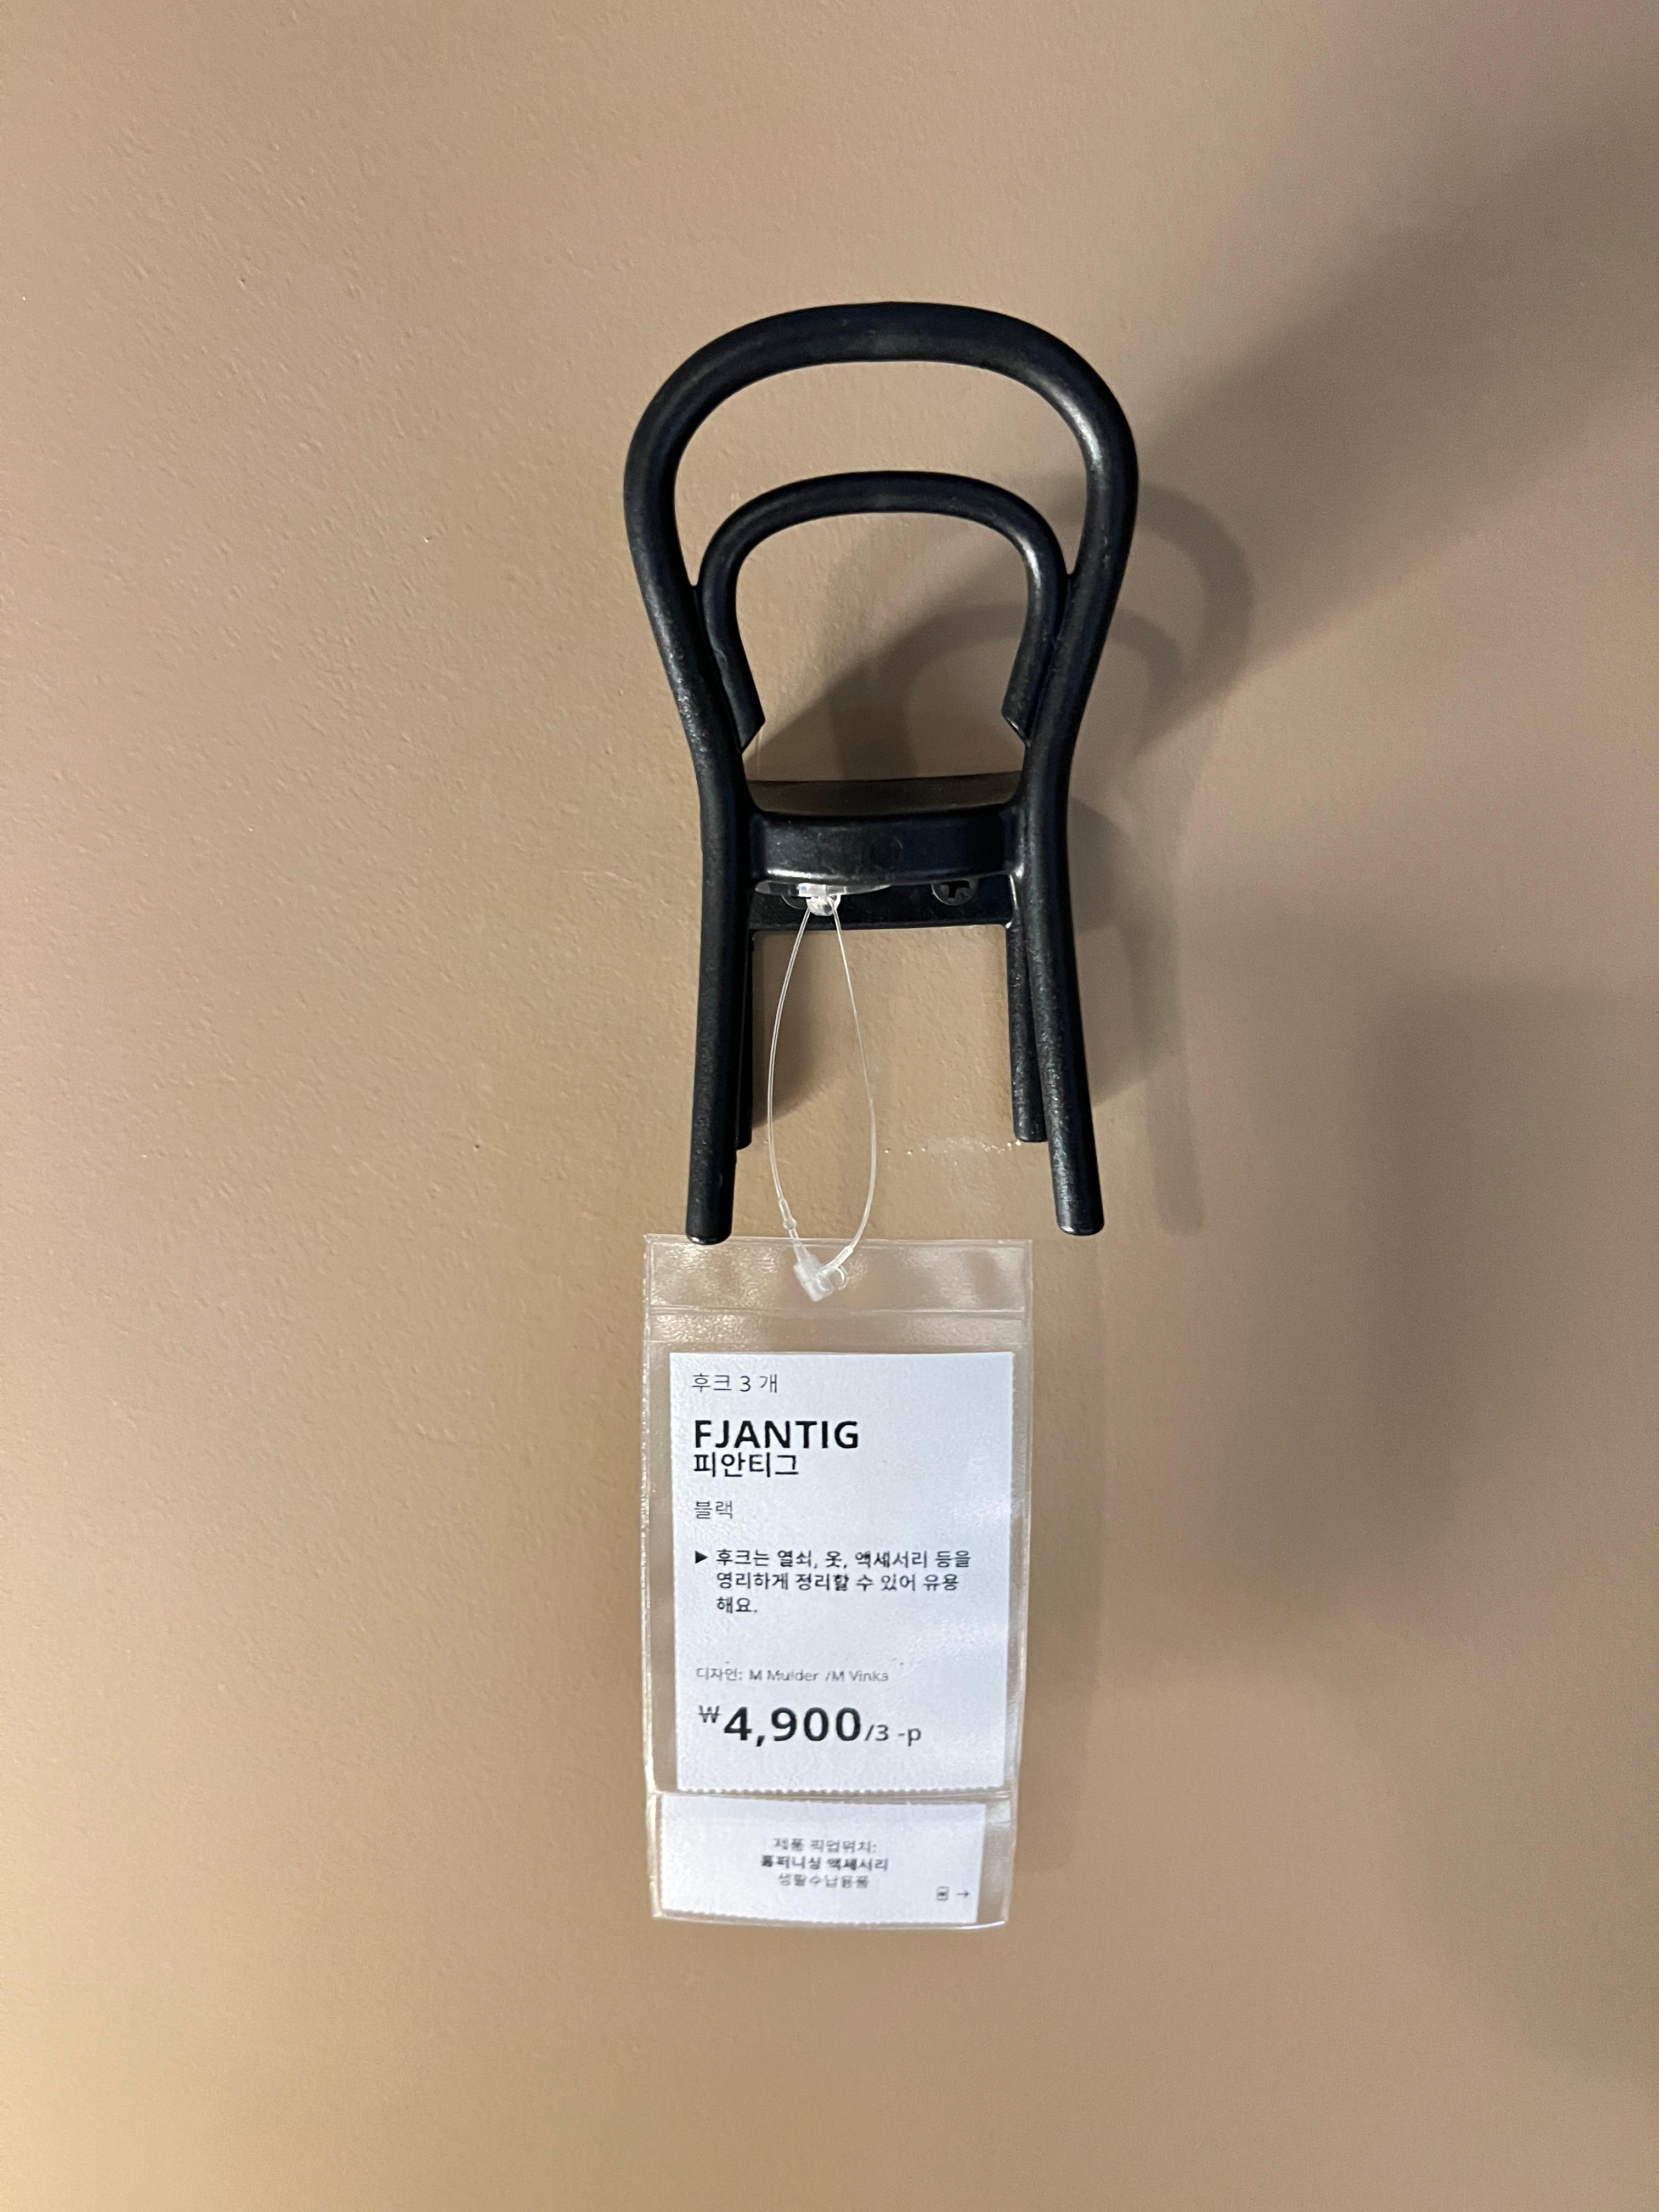 후크 3 개
FJANTIG
피안티그
블랙
▶ 후크는 열쇠, 옷, 액세서리 등을
영리하게 정리할 수 있어 유용
해요.
디자인: M Mulder /M Vinka
₩4,900/3 -p
제품 픽업위치:
홈퍼니싱 액세서리
생활수납용품
→